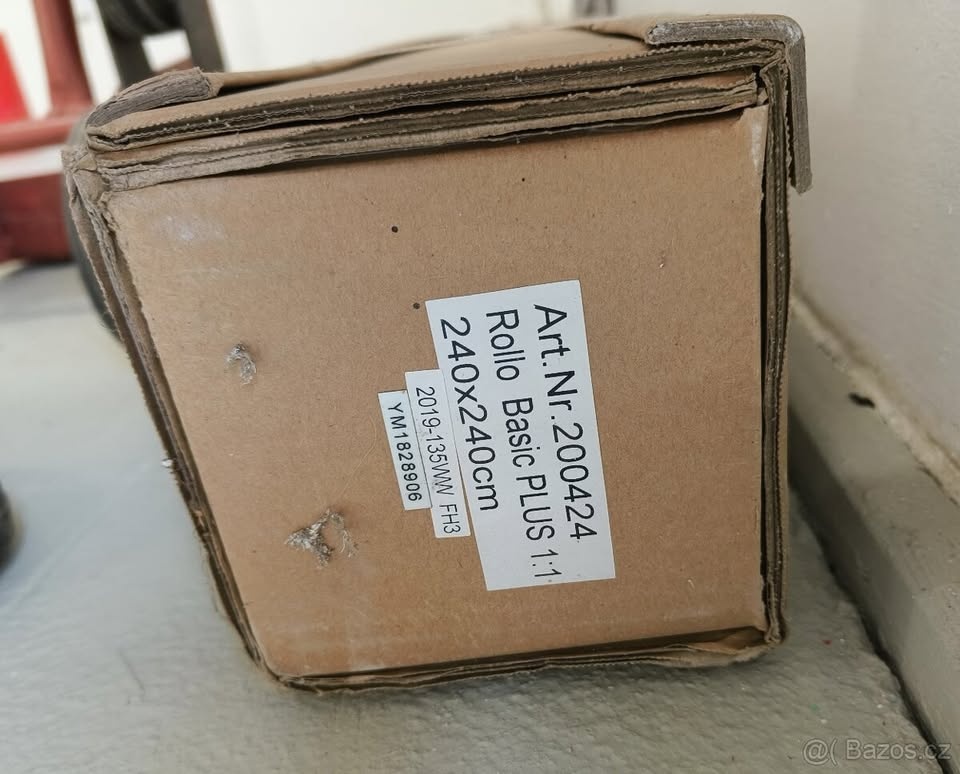 Art.Nr.200424
Rollo Basic PLUS 1:1
240x240cm
2019-135WW FH3
YM1828906
@( Bazos.cz